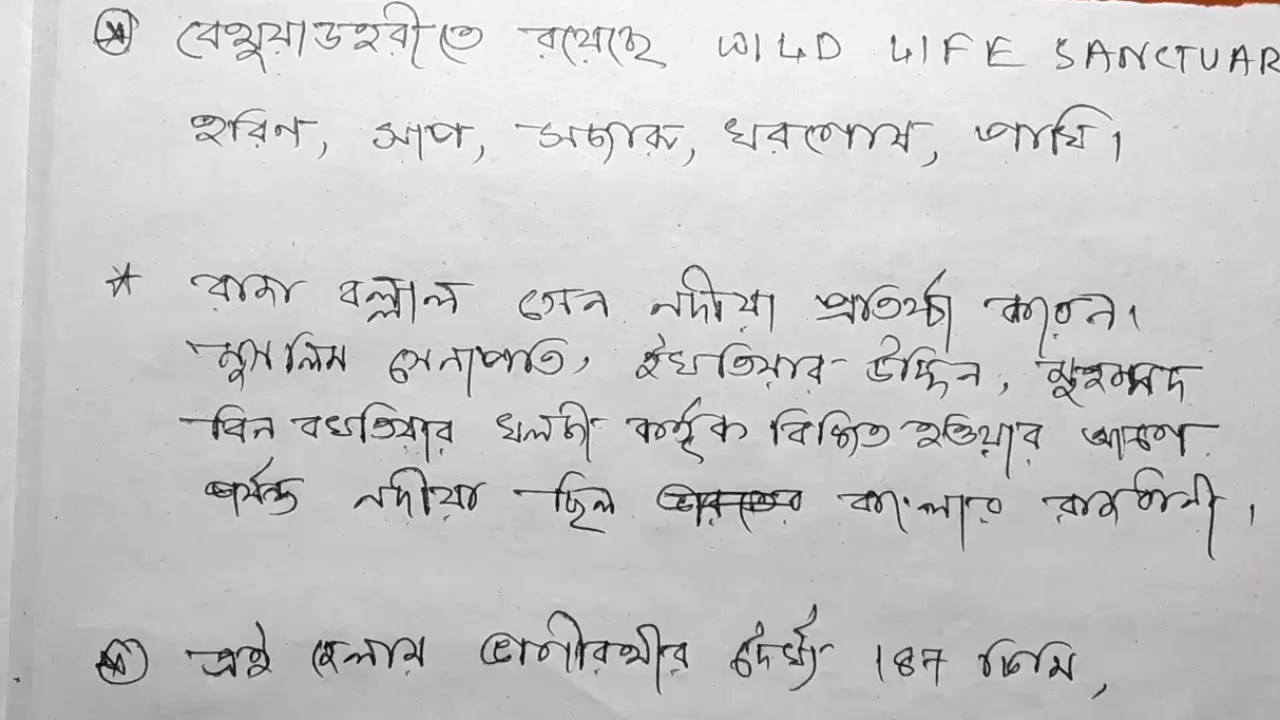 বেথুয়াডহরীতে রয়েছে WILD LIFE SANCTUAR
হরিণ, সাপ, সজারু, খরগোষ, পাখি।
* রাজা বল্লাল সেন নদীয়া প্রতিষ্ঠা করেন।
মুসলিম সেনাপতি, ইখতিয়ার উদ্দিন, মুহম্মদ
বিন বখতিয়ার খলজী কর্তৃক বিজিত হওয়ার আগে
পর্যন্ত নদীয়া ছিল বাংলার রাজধানী।
এই জেলায় ভাগীরথীর দৈর্ঘ্য 187 কিমি,